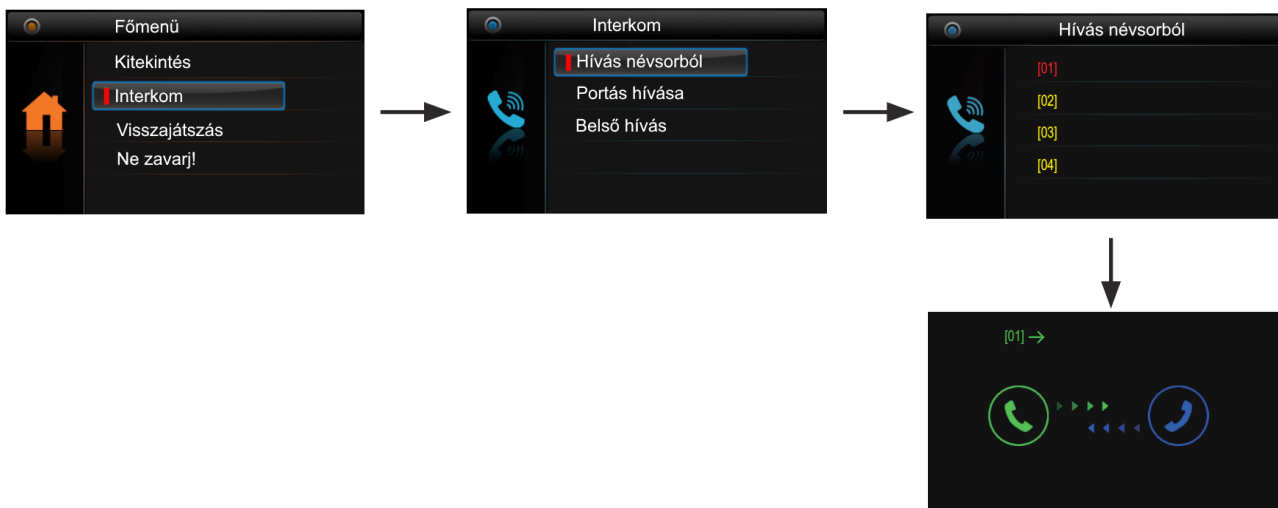 Főmenü
Kitekintés
Interkom
Visszajátszás
Ne zavarj!
Interkom
Hívás névsorból
Portás hívása
Belső hívás
Hívás névsorból
[01]
[02]
[03]
[04]
[01] →